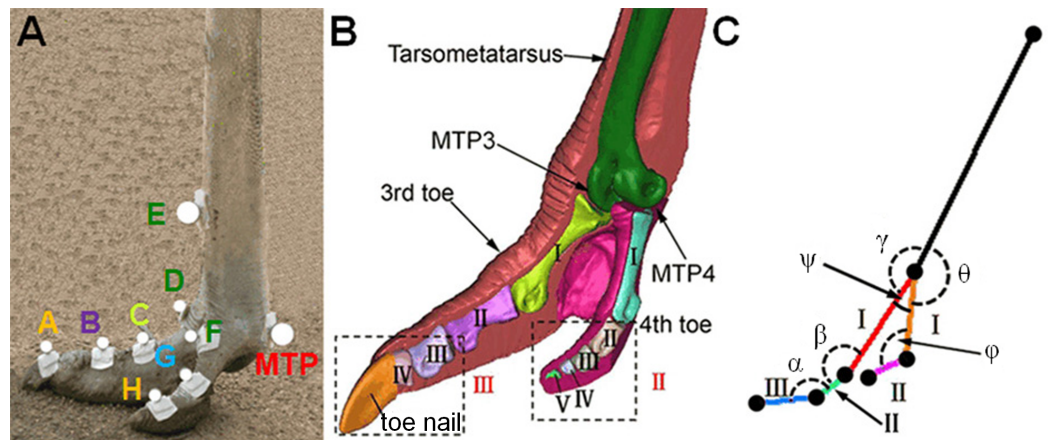 A
E
D
A
B
C
F
G
H
MTP
B
Tarsometatarsus
MTP3
3rd toe
I
I
MTP4
II
4th toe
III
II
III
IV
III
II
IV
V
toe nail
C
γ
ψ
θ
I
I
β
φ
α
III
II
II